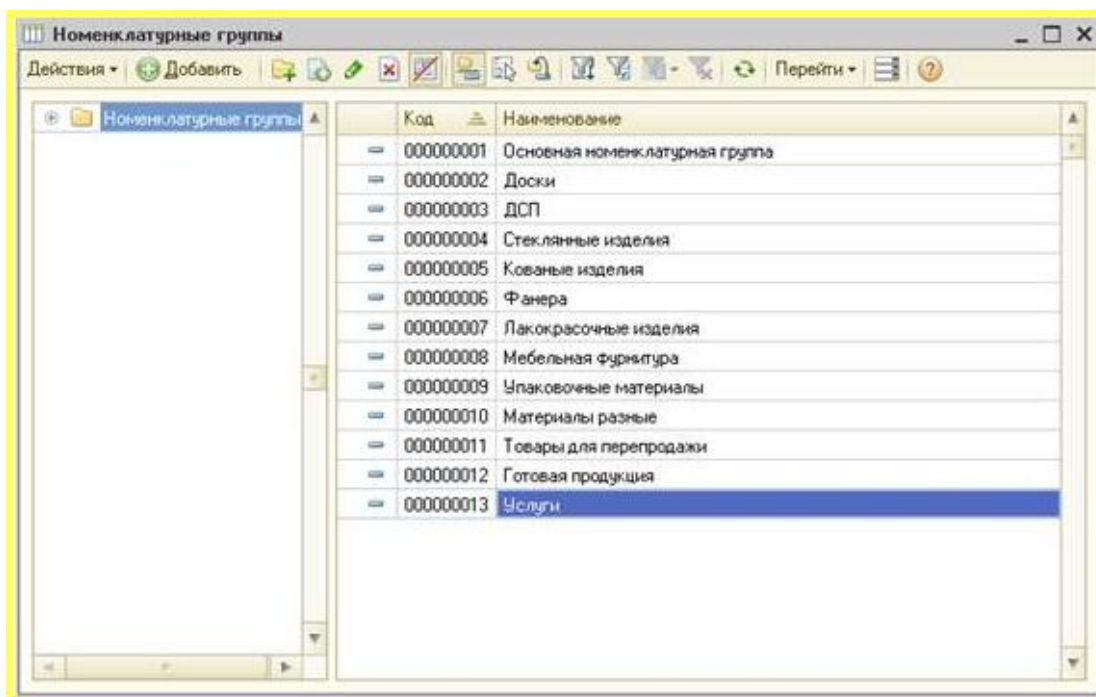 Номенклатурные группы
Действия Добавить Перейти ?
Номенклатурные группы
Код Наименование
000000001 Основная номенклатурная группа
000000002 Доски
000000003 ДСП
000000004 Стеклянные изделия
000000005 Кованые изделия
000000006 Фанера
000000007 Лакокрасочные изделия
000000008 Мебельная фурнитура
000000009 Упаковочные материалы
000000010 Материалы разные
000000011 Товары для перепродажи
000000012 Готовая продукция
000000013 Услуги